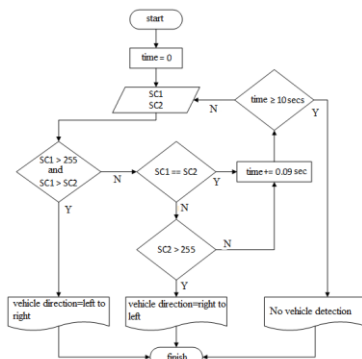 start
time = 0
SC1
SC2
time ≥ 10 secs
N
Y
SC1 > 255
and
SC1 > SC2
N
SC1 == SC2
Y
time+= 0.09 sec
Y
N
SC2 > 255
N
Y
vehicle direction=left to
right
vehicle direction=right to
left
No vehicle detection
finish